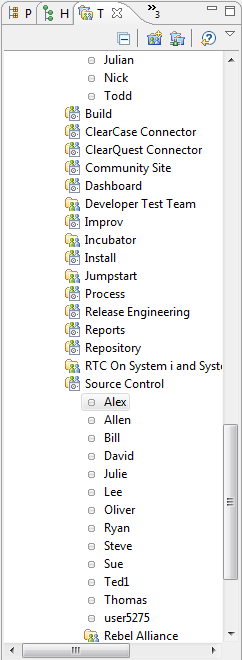 P H T 3
Julian
Nick
Todd
Build
ClearCase Connector
ClearQuest Connector
Community Site
Dashboard
Developer Test Team
Improv
Incubator
Install
Jumpstart
Process
Release Engineering
Reports
Repository
RTC On System i and Syste
Source Control
Alex
Allen
Bill
David
Julie
Lee
Oliver
Ryan
Steve
Sue
Ted1
Thomas
user5275
Rebel Alliance